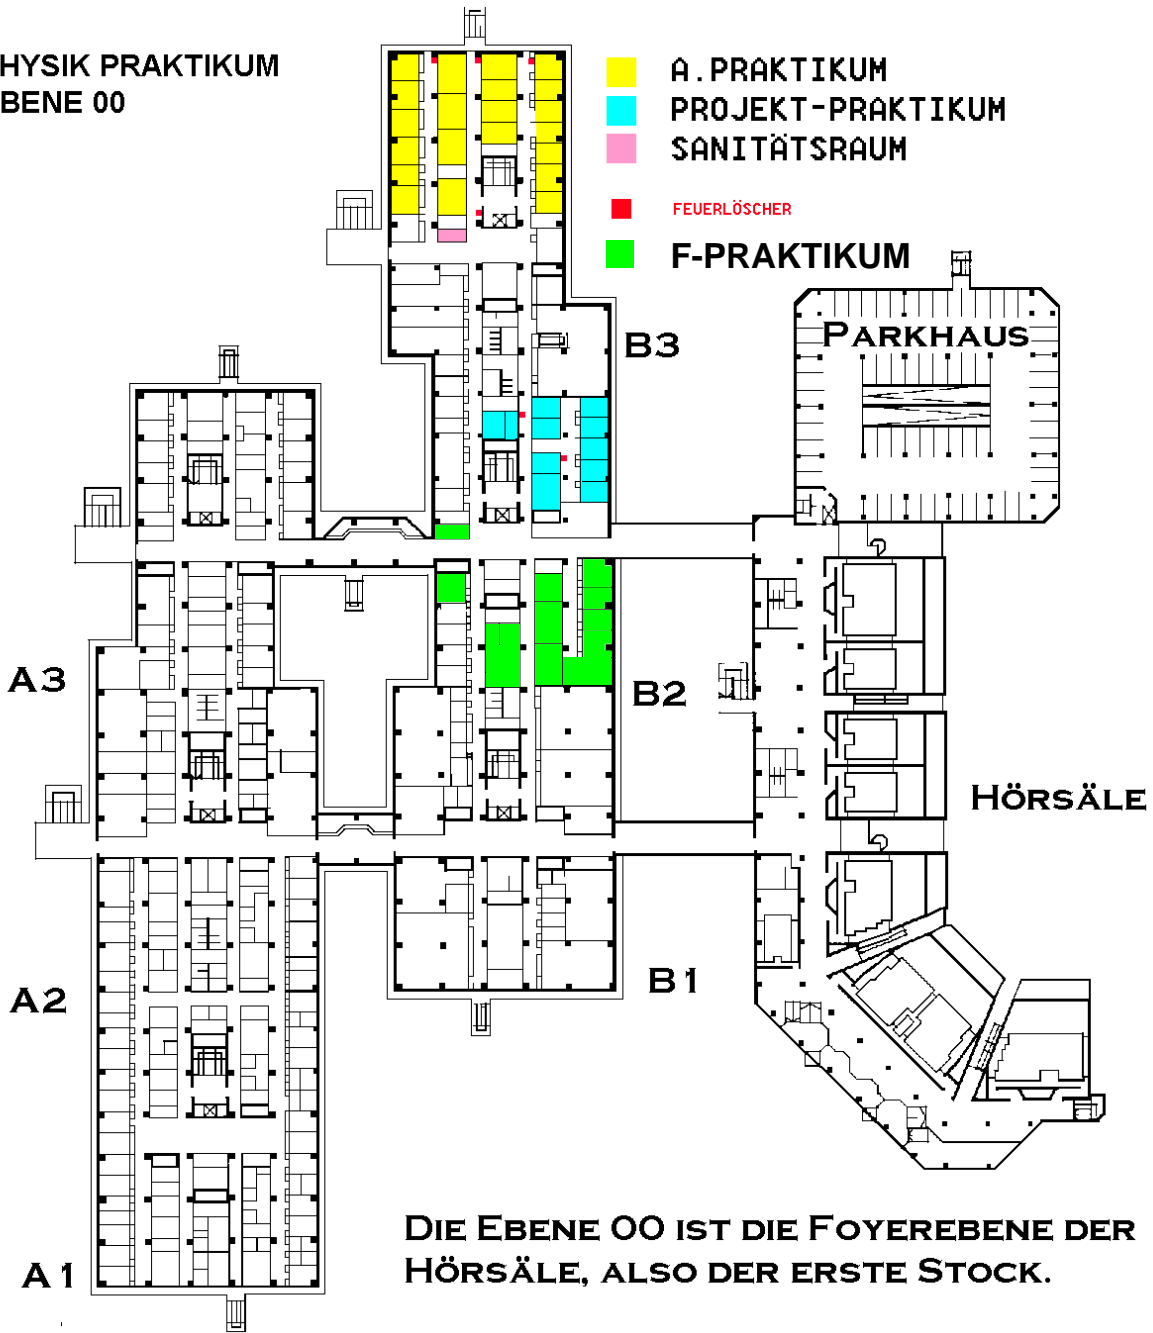 HYSIK PRAKTIKUM
BENE 00
A.PRAKTIKUM
PROJEKT-PRAKTIKUM
SANITÄTSRAUM
FEUERLÖSCHER
F-PRAKTIKUM
PARKHAUS
B3
A3
B2
HÖRSÄLE
B1
A2
A1
DIE EBENE 00 IST DIE FOYEREBENE DER
HÖRSÄLE, ALSO DER ERSTE STOCK.